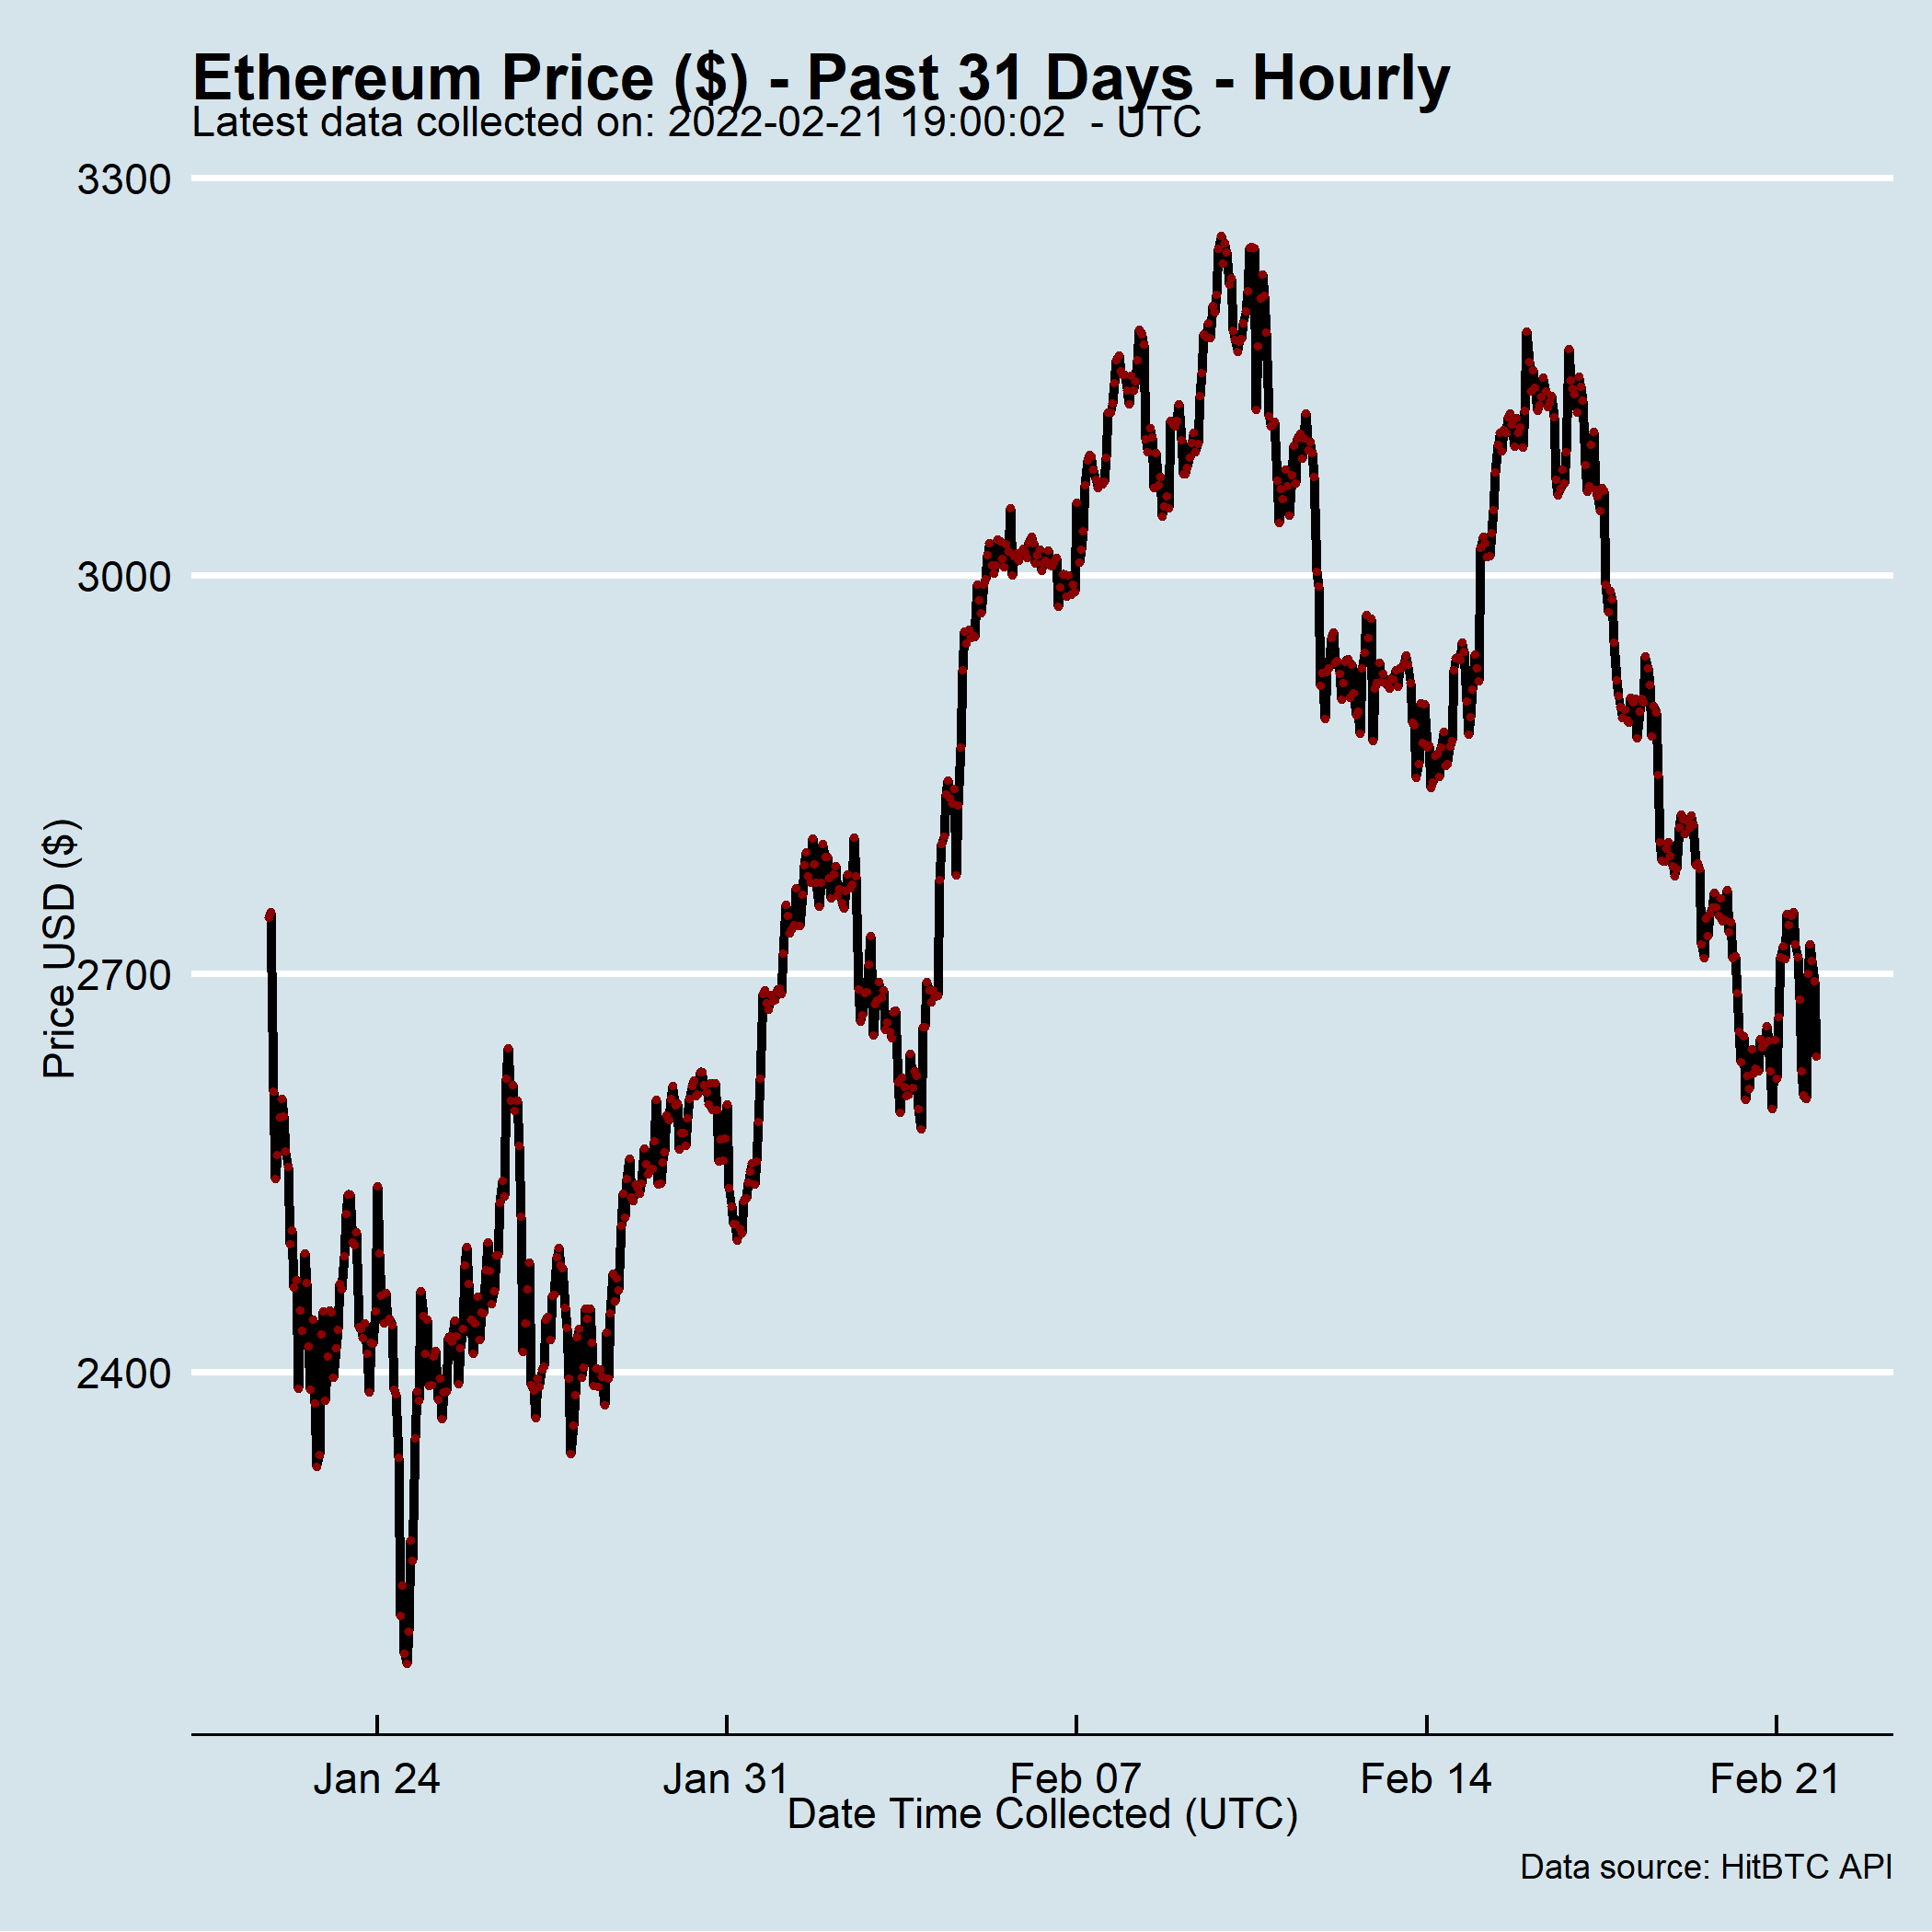 Ethereum Price ($) - Past 31 Days - Hourly
Latest data collected on: 2022-02-21 19:00:02  - UTC
3300
3000
2700
2400
Price USD ($)
Jan 24
Jan 31
Feb 07
Feb 14
Feb 21
Date Time Collected (UTC)
Data source: HitBTC API